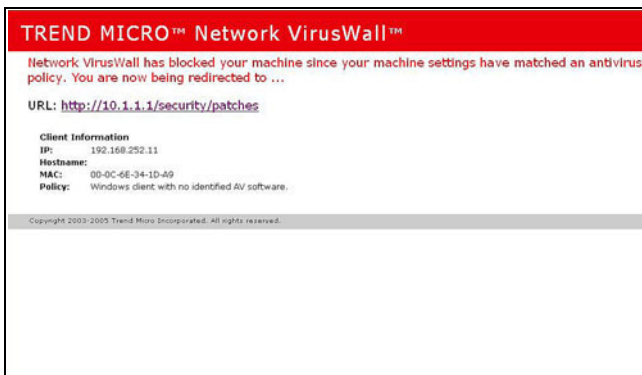 TREND MICRO™ Network VirusWall™
Network VirusWall has blocked your machine since your machine settings have matched an antivirus
policy. You are now being redirected to ...
URL: http://10.1.1.1/security/patches
Client Information
IP: 192.168.252.11
Hostname:
MAC: 00-0C-6E-34-1D-A9
Policy: Windows client with no identified AV software.
Copyright 2003-2005 Trend Micro Incorporated. All rights reserved.